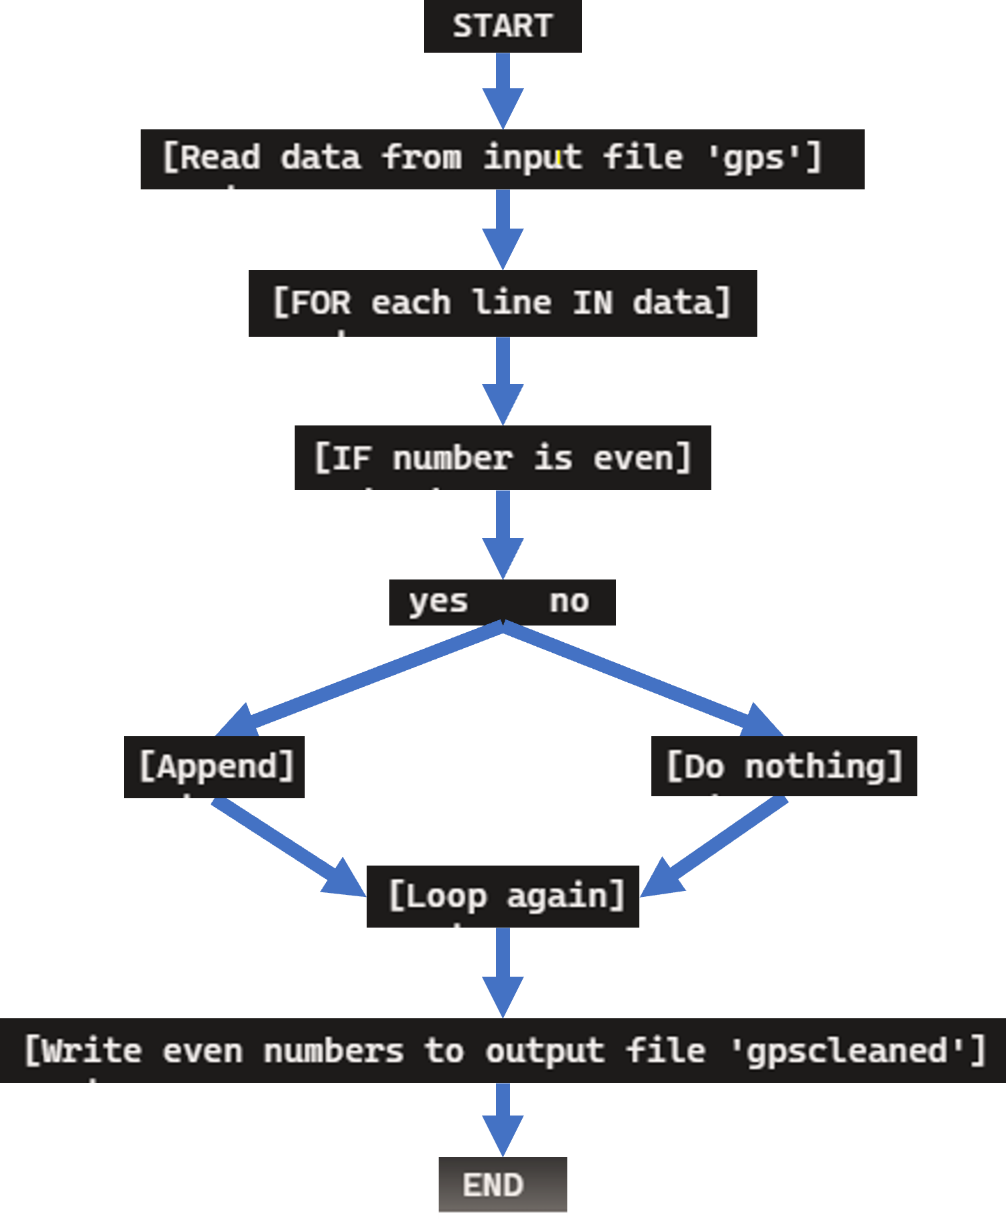 START
[Read data from input file 'gps']
[FOR each line IN data]
[IF number is even]
yes no
[Append] [Do nothing]
[Loop again]
[Write even numbers to output file 'gpscleaned']
END